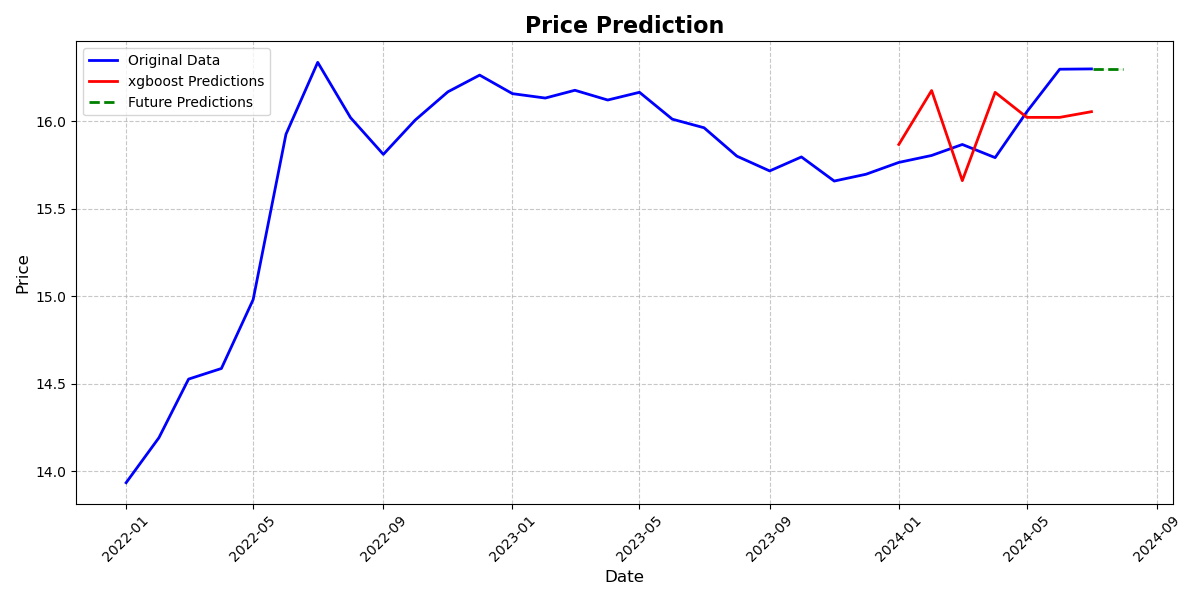 Price Prediction
Original Data
xgboost Predictions
Future Predictions
Price
16.0
15.5
15.0
14.5
14.0
2022-01
2022-05
2022-09
2023-01
2023-05
2023-09
2024-01
2024-05
2024-09
Date